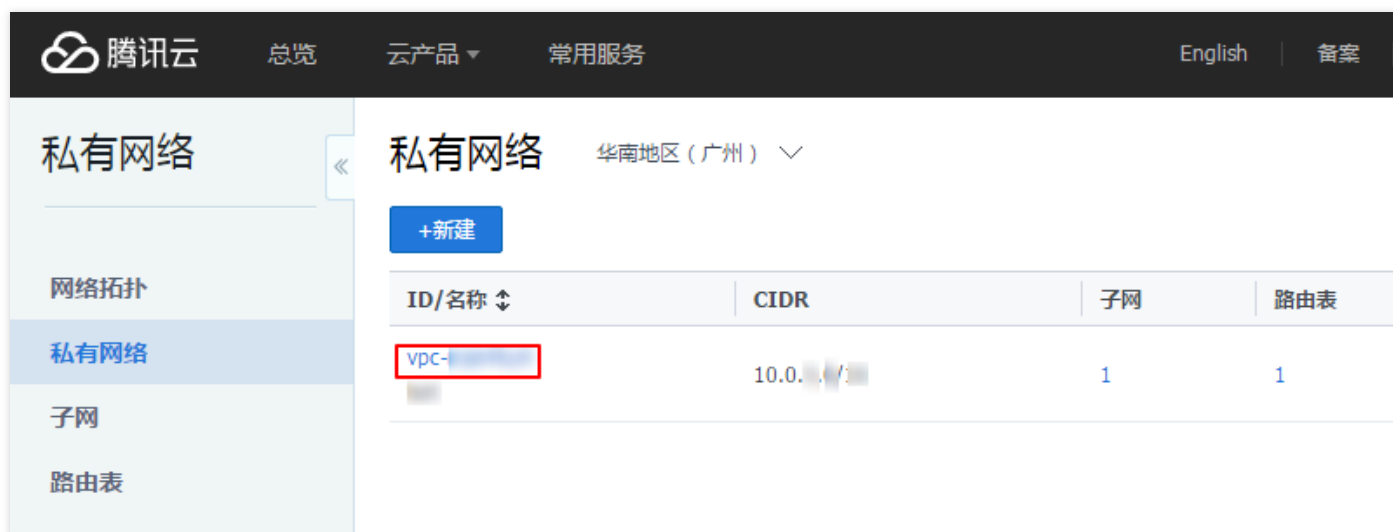 腾讯云 总览 云产品 常用服务 English 备案
私有网络
«
网络拓扑
私有网络
子网
路由表
私有网络 华南地区（广州）
+新建
ID/名称 CIDR 子网 路由表
vpc- 10.0. 1 1